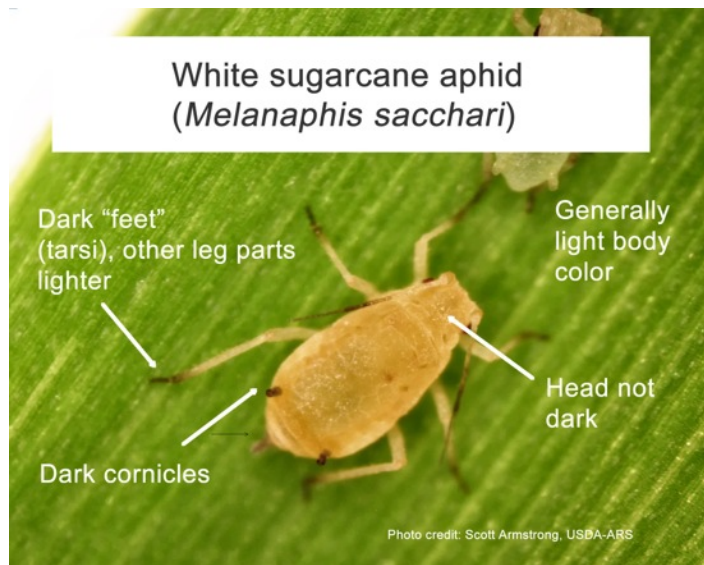 White sugarcane aphid
(Melanaphis sacchari)
Dark “feet”
(tarsi), other leg parts
lighter
Generally
light body
color
Head not
dark
Dark cornicles
Photo credit: Scott Armstrong, USDA-ARS